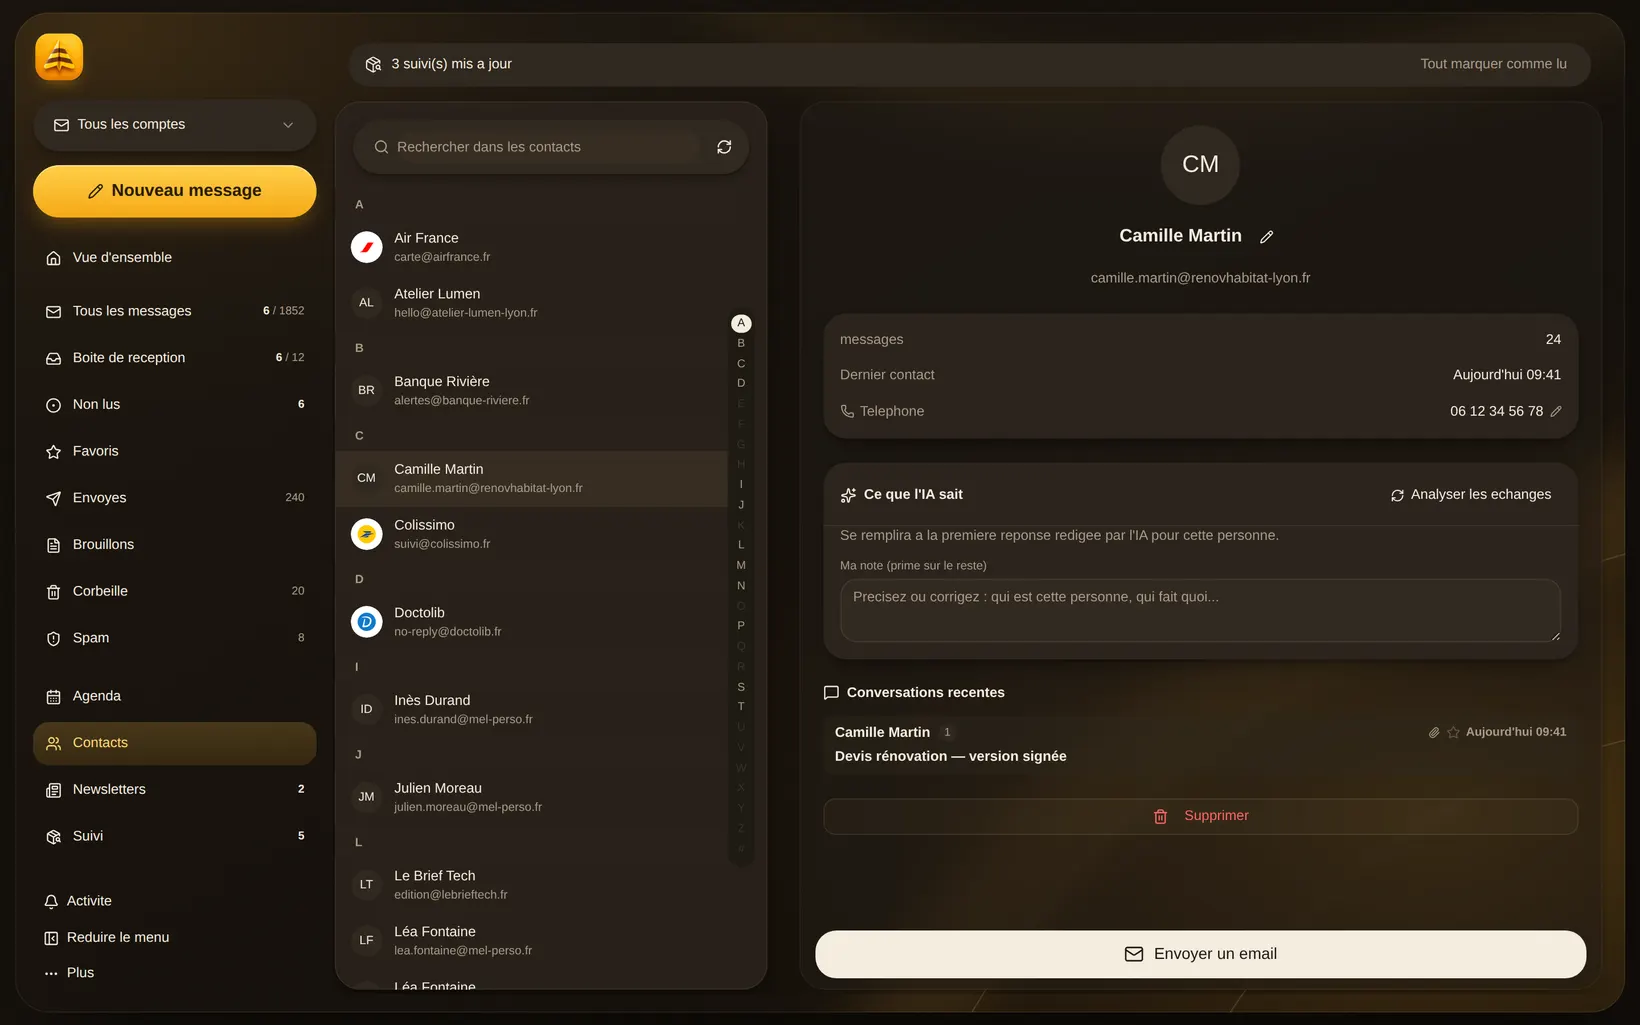 3 suivi(s) mis a jour
Tout marquer comme lu
Tous les comptes
Nouveau message
Vue d'ensemble
Tous les messages 6 / 1852
Boite de reception 6 / 12
Non lus 6
Favoris
Envoyes 240
Brouillons
Corbeille 20
Spam 8
Agenda
Contacts
Newsletters 2
Suivi 5
Activite
Reduire le menu
Plus
Rechercher dans les contacts
A
Air France
carte@airfrance.fr
AL
Atelier Lumen
hello@atelier-lumen-lyon.fr
B
BR
Banque Rivière
alertes@banque-riviere.fr
C
CM
Camille Martin
camille.martin@renovhabitat-lyon.fr
Colissimo
suivi@colissimo.fr
D
Doctolib
no-reply@doctolib.fr
I
ID
Inès Durand
ines.durand@mel-perso.fr
J
JM
Julien Moreau
julien.moreau@mel-perso.fr
L
LT
Le Brief Tech
edition@lebrieftech.fr
LF
Léa Fontaine
lea.fontaine@mel-perso.fr
Léa Fontaine
A
B
C
D
E
F
G
H
I
J
K
L
M
N
O
P
Q
R
S
T
U
V
W
X
Y
Z
#
CM
Camille Martin
camille.martin@renovhabitat-lyon.fr
messages 24
Dernier contact Aujourd'hui 09:41
Telephone 06 12 34 56 78
Ce que l'IA sait
Analyser les echanges
Se remplira a la premiere reponse redigee par l'IA pour cette personne.
Ma note (prime sur le reste)
Precisez ou corrigez : qui est cette personne, qui fait quoi...
Conversations recentes
Camille Martin 1 Aujourd'hui 09:41
Devis rénovation — version signée
Supprimer
Envoyer un email